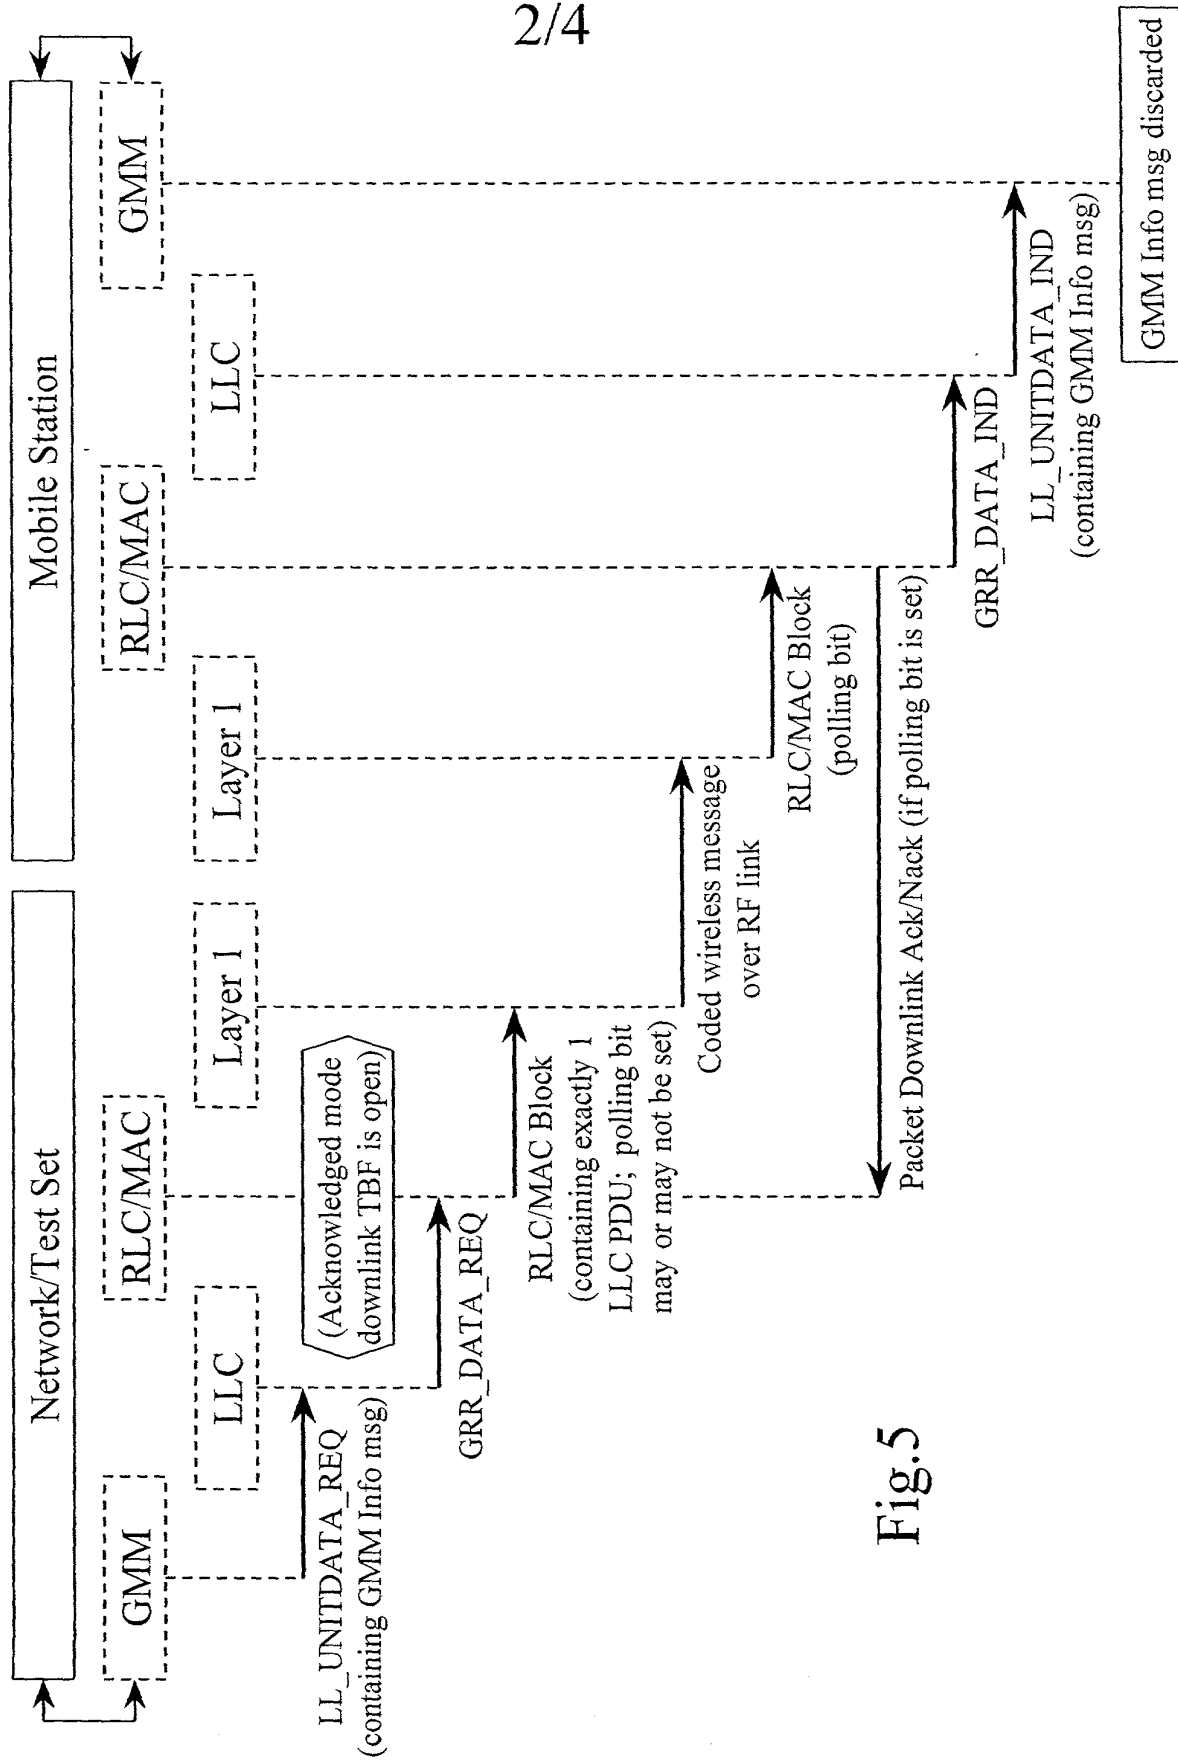 2/4
Network/Test Set
Mobile Station
GMM
LLC
RLC/MAC
Layer 1
Layer 1
RLC/MAC
LLC
GMM
LL_UNITDATA_REQ
(containing GMM Info msg)
(Acknowledged mode
downlink TBF is open)
GRR_DATA_REQ
RLC/MAC Block
(containing exactly 1
LLC PDU; polling bit
may or may not be set)
Coded wireless message
over RF link
RLC/MAC Block
(polling bit)
Packet Downlink Ack/Nack (if polling bit is set)
GRR_DATA_IND
LL_UNITDATA_IND
(containing GMM Info msg)
GMM Info msg discarded
Fig.5